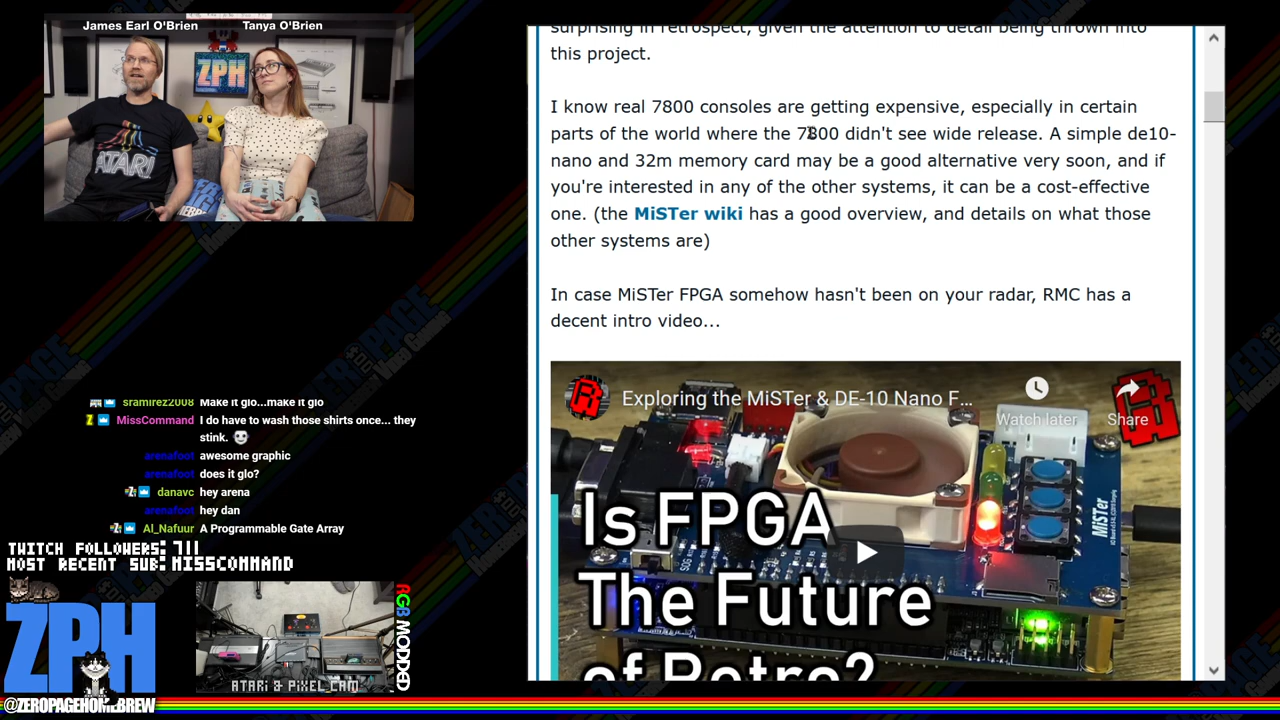 James Earl O'Brien
Tanya O'Brien
ZPH
ATARI
surprising in retrospect, given the attention to detail being thrown into
this project.
I know real 7800 consoles are getting expensive, especially in certain
parts of the world where the 7800 didn't see wide release. A simple de10-
nano and 32m memory card may be a good alternative very soon, and if
you're interested in any of the other systems, it can be a cost-effective
one. (the MiSTer wiki has a good overview, and details on what those
other systems are)
In case MiSTer FPGA somehow hasn't been on your radar, RMC has a
decent intro video...
Exploring the MiSTer & DE-10 Nano F...
Watch later
Share
MiSTer
Is FPGA
The Future
of Retro?
sramirez2008 Make it glo...make it glo
MissCommand I do have to wash those shirts once... they
stink.
arenafoot awesome graphic
arenafoot does it glo?
danavc hey arena
arenafoot hey dan
Al_Nafuur A Programmable Gate Array
TWITCH FOLLOWERS: 711
MOST RECENT SUB: MISSCOMMAND
ZPH
@ZEROPAGEHOMEBREW
ATARI & PIXEL_CAM
RGB MODDED